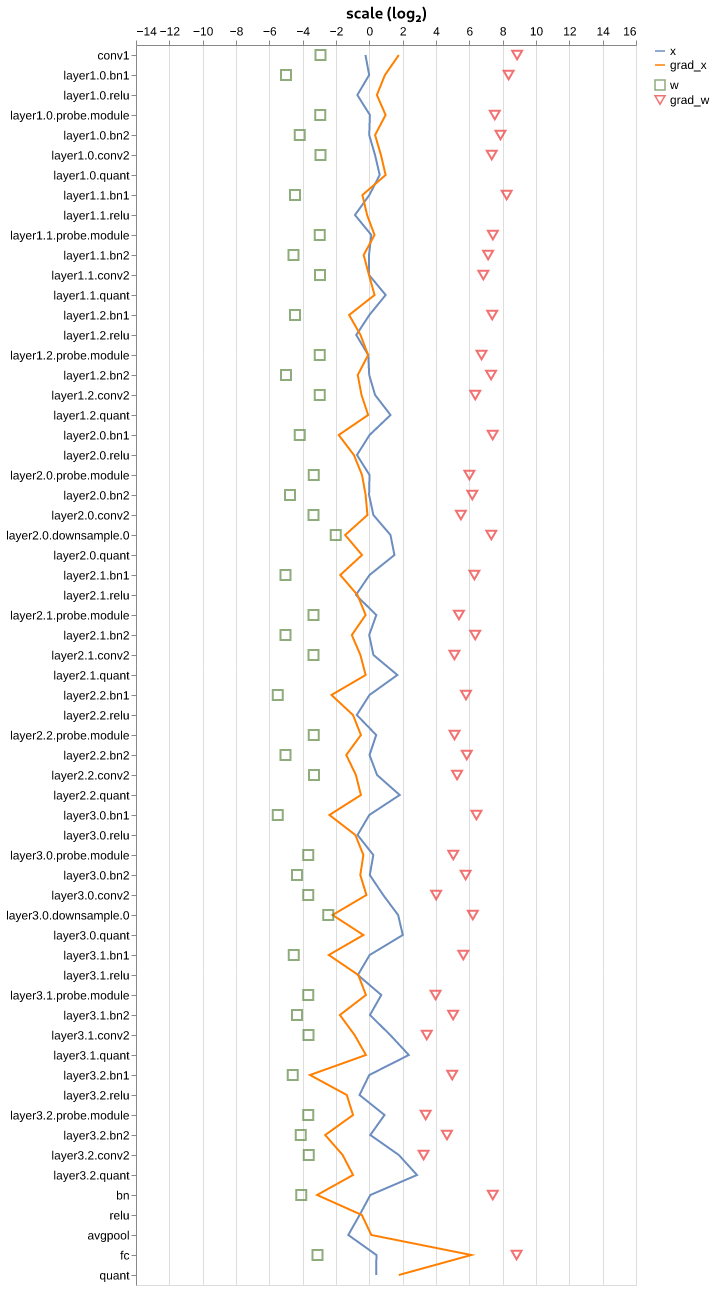 scale (log₂)
−14 −12 −10 −8 −6 −4 −2 0 2 4 6 8 10 12 14 16
x
grad_x
w
grad_w
conv1
layer1.0.bn1
layer1.0.relu
layer1.0.probe.module
layer1.0.bn2
layer1.0.conv2
layer1.0.quant
layer1.1.bn1
layer1.1.relu
layer1.1.probe.module
layer1.1.bn2
layer1.1.conv2
layer1.1.quant
layer1.2.bn1
layer1.2.relu
layer1.2.probe.module
layer1.2.bn2
layer1.2.conv2
layer1.2.quant
layer2.0.bn1
layer2.0.relu
layer2.0.probe.module
layer2.0.bn2
layer2.0.conv2
layer2.0.downsample.0
layer2.0.quant
layer2.1.bn1
layer2.1.relu
layer2.1.probe.module
layer2.1.bn2
layer2.1.conv2
layer2.1.quant
layer2.2.bn1
layer2.2.relu
layer2.2.probe.module
layer2.2.bn2
layer2.2.conv2
layer2.2.quant
layer3.0.bn1
layer3.0.relu
layer3.0.probe.module
layer3.0.bn2
layer3.0.conv2
layer3.0.downsample.0
layer3.0.quant
layer3.1.bn1
layer3.1.relu
layer3.1.probe.module
layer3.1.bn2
layer3.1.conv2
layer3.1.quant
layer3.2.bn1
layer3.2.relu
layer3.2.probe.module
layer3.2.bn2
layer3.2.conv2
layer3.2.quant
bn
relu
avgpool
fc
quant